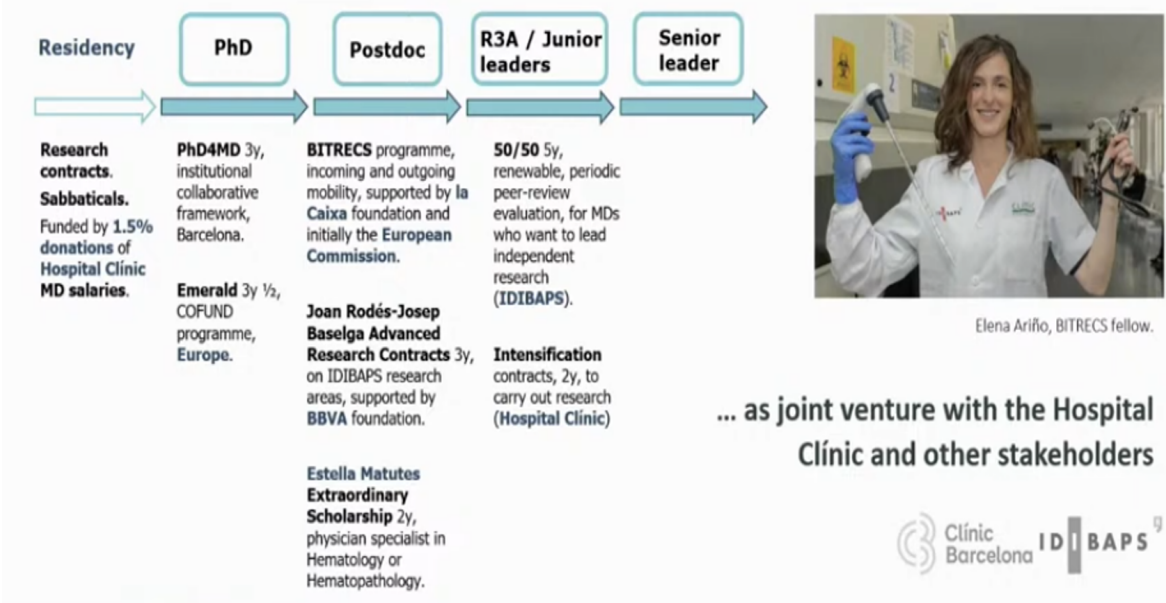 Residency
PhD
Postdoc
R3A / Junior
leaders
Senior
leader
Research
contracts.
Sabbaticals.
Funded by 1.5%
donations of
Hospital Clínic
MD salaries.
PhD4MD 3y,
institutional
collaborative
framework,
Barcelona.
Emerald 3y ½,
COFUND
programme,
Europe.
BITRECS programme,
incoming and outgoing
mobility, supported by la
Caixa foundation and
initially the European
Commission.
Joan Rodés-Josep
Baselga Advanced
Research Contracts 3y,
on IDIBAPS research
areas, supported by
BBVA foundation.
Estella Matutes
Extraordinary
Scholarship 2y,
physician specialist in
Hematology or
Hematopathology.
50/50 5y,
renewable, periodic
peer-review
evaluation, for MDs
who want to lead
independent
research
(IDIBAPS).
Intensification
contracts, 2y, to
carry out research
(Hospital Clínic)
Elena Ariño, BITRECS fellow.
... as joint venture with the Hospital
Clínic and other stakeholders
Clínic
Barcelona
IDIBAPS